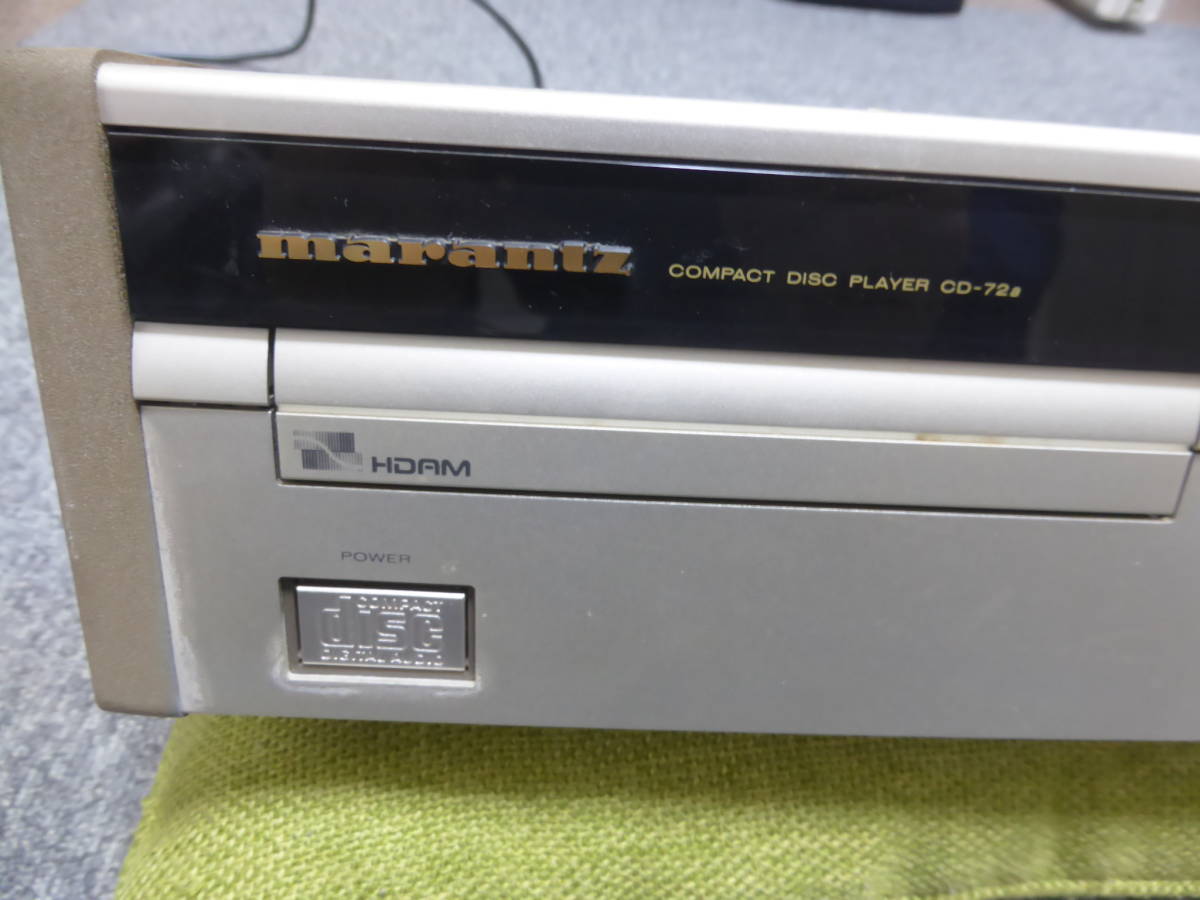 marantz
COMPACT DISC PLAYER CD-72a
HDAM
POWER
COMPACT
disc
DIGITAL AUDIO